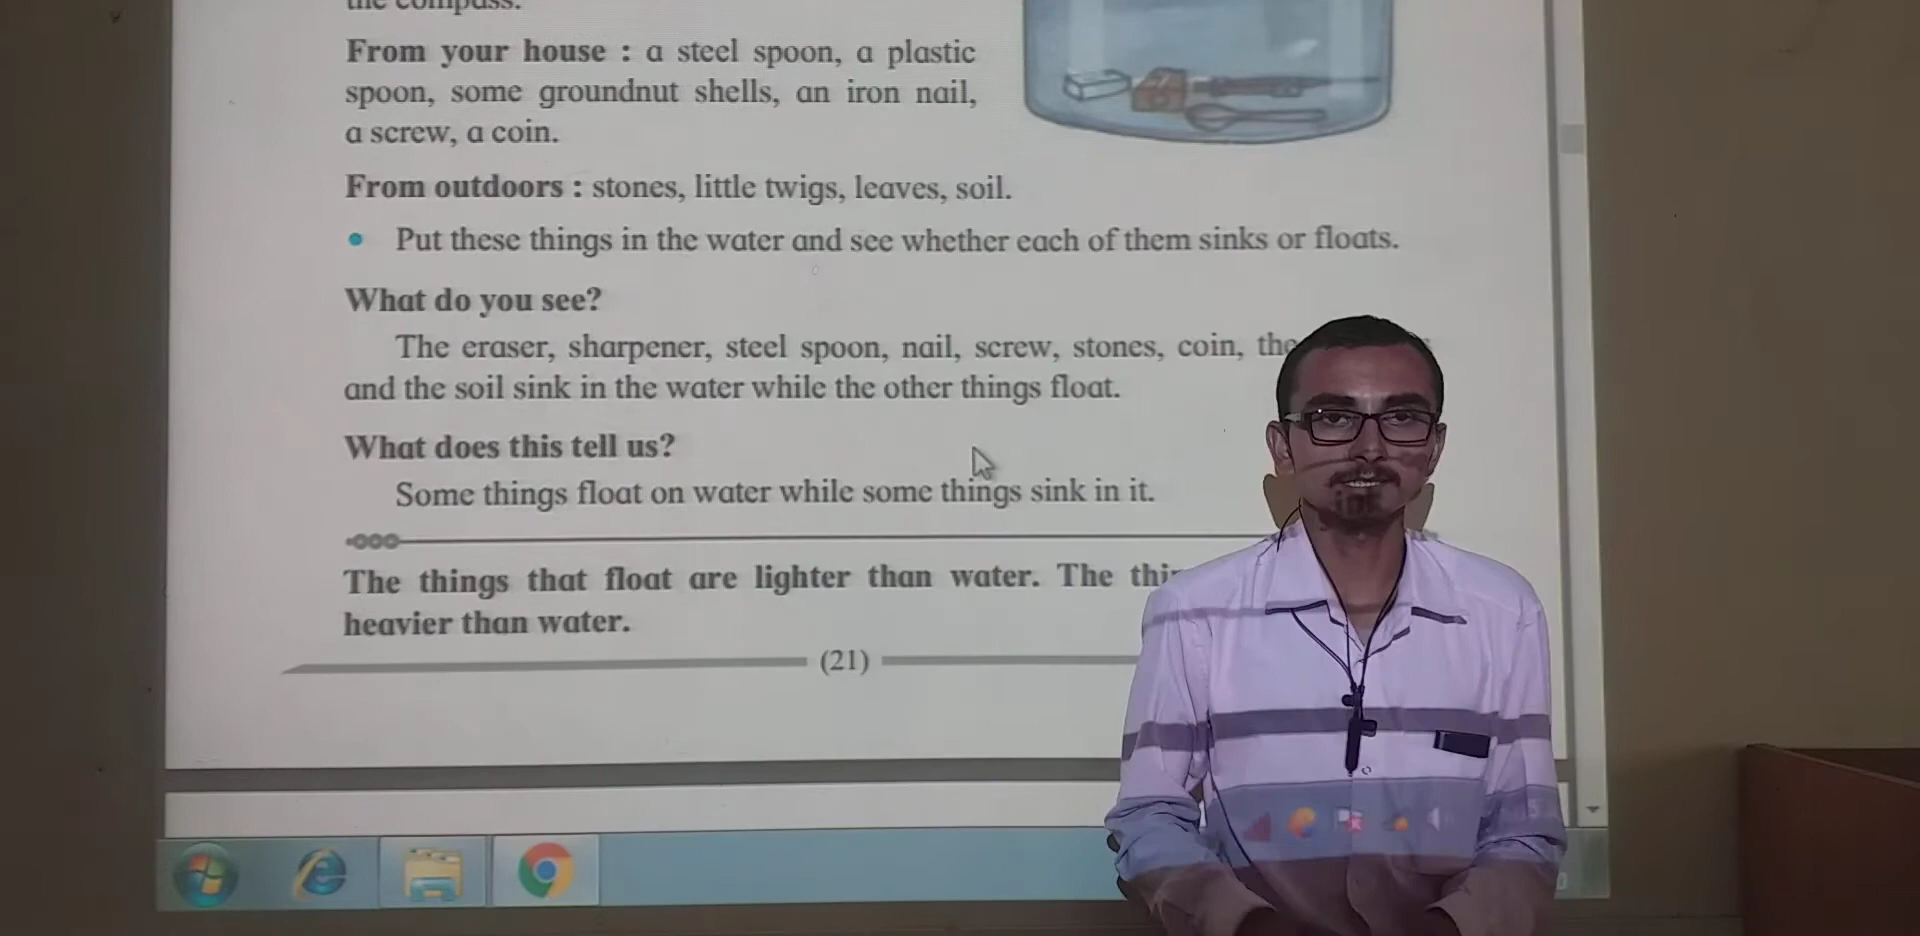 the compass.
From your house : a steel spoon, a plastic
spoon, some groundnut shells, an iron nail,
a screw, a coin.
From outdoors : stones, little twigs, leaves, soil.
• Put these things in the water and see whether each of them sinks or floats.
What do you see?
The eraser, sharpener, steel spoon, nail, screw, stones, coin, the
and the soil sink in the water while the other things float.
What does this tell us?
Some things float on water while some things sink in it.
The things that float are lighter than water. The
heavier than water.
(21)